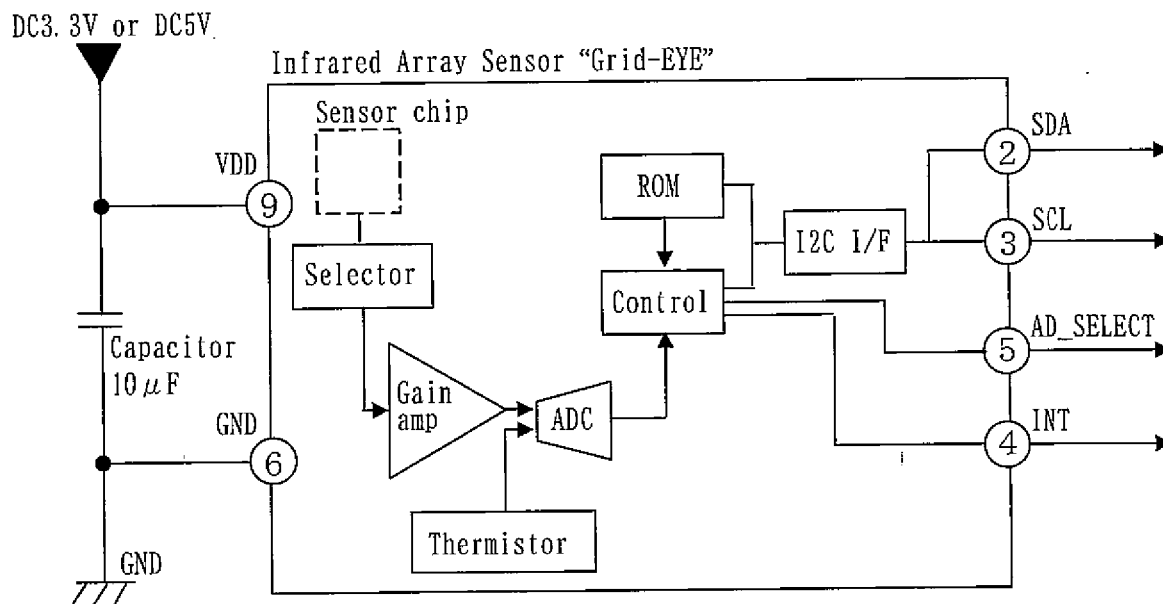 DC3.3V or DC5V
Infrared Array Sensor “Grid-EYE”
Sensor chip
SDA
2
VDD
9
ROM
SCL
I2C I/F
3
Selector
Control
Capacitor
10μF
AD_SELECT
5
Gain
amp
ADC
GND
6
INT
4
Thermistor
GND